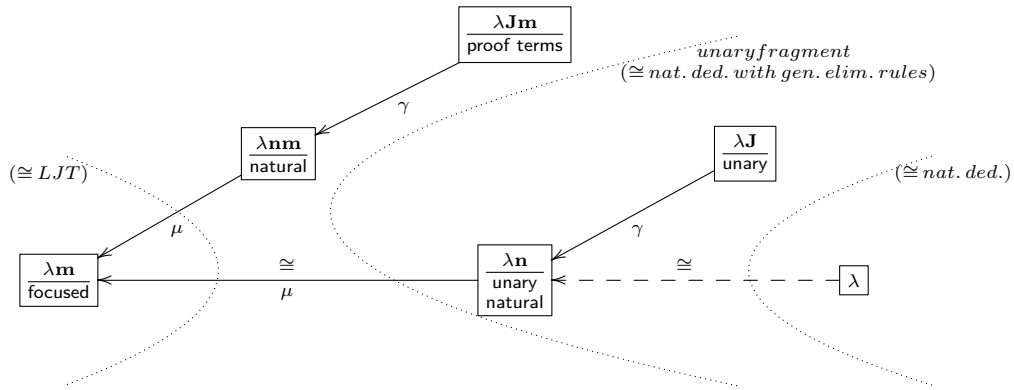 λJm
proof terms
unaryfragment
(≅ nat. ded. with gen. elim. rules)
γ
λnm
natural
λJ
unary
(≅ LJT)
(≅ nat. ded.)
μ
γ
λm
focused
≅
μ
λn
unary
natural
≅
λ